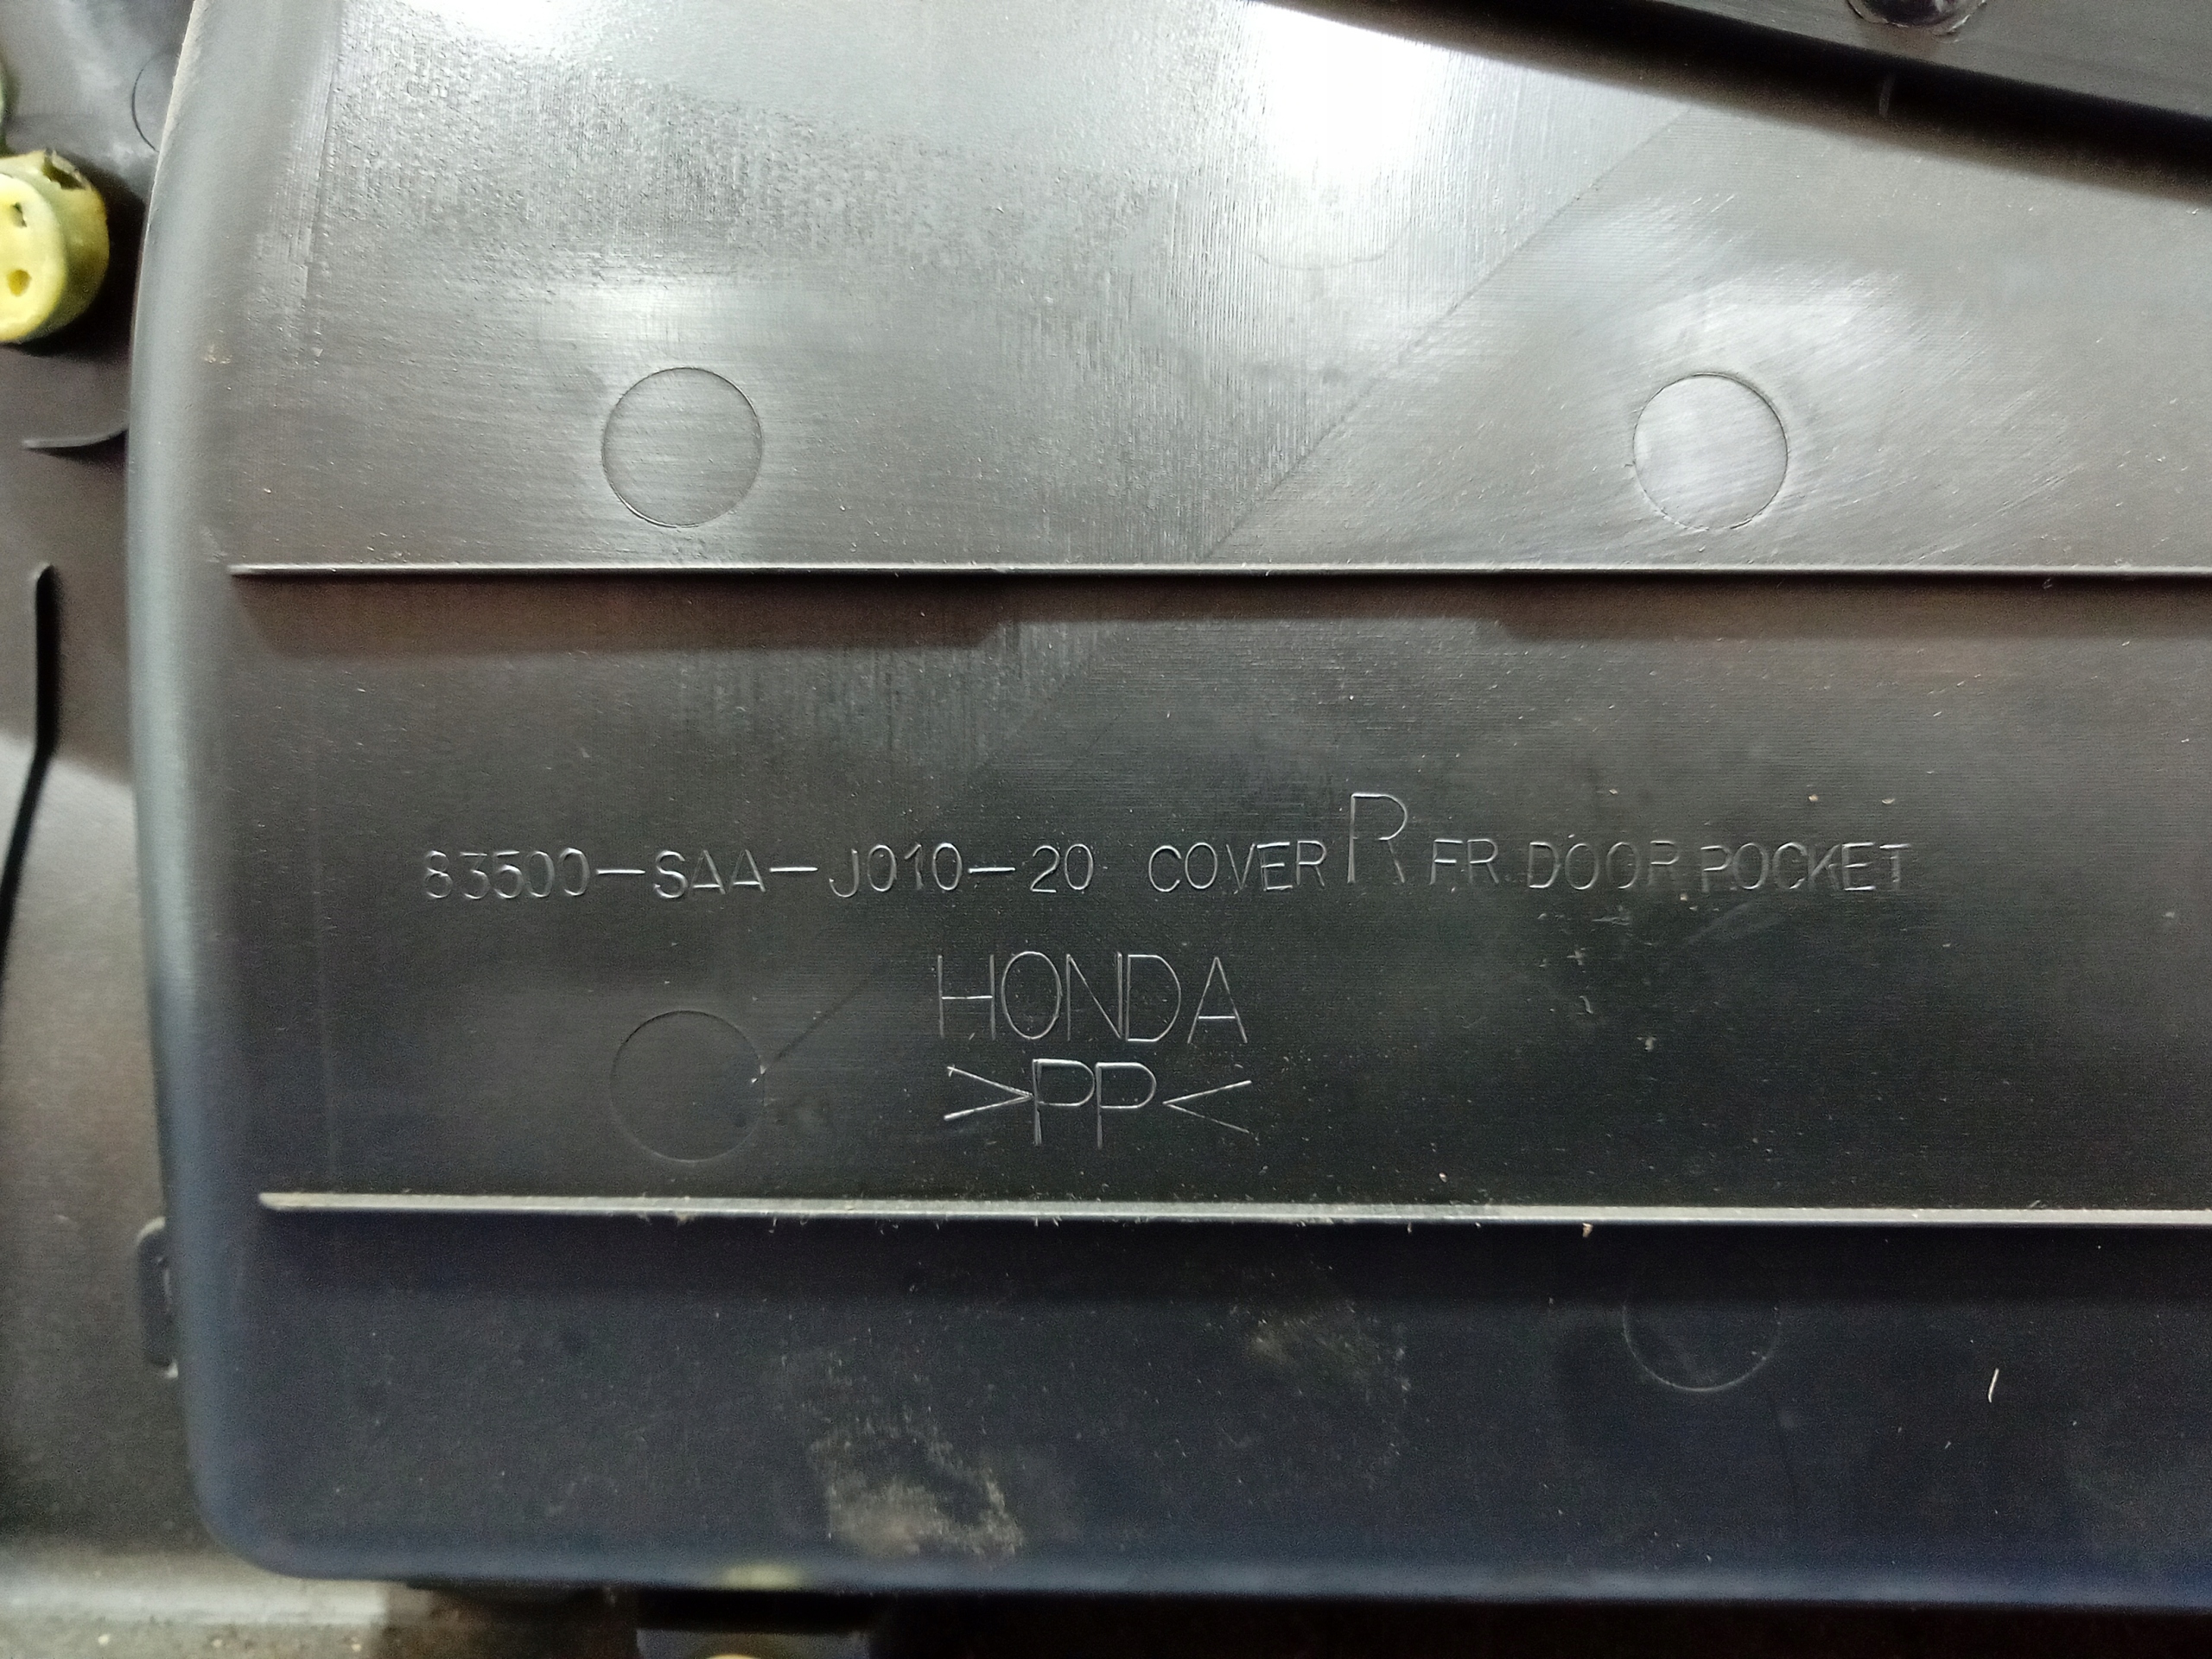 83500-SAA-J010-20 COVER R FR DOOR POCKET
HONDA
>PP<